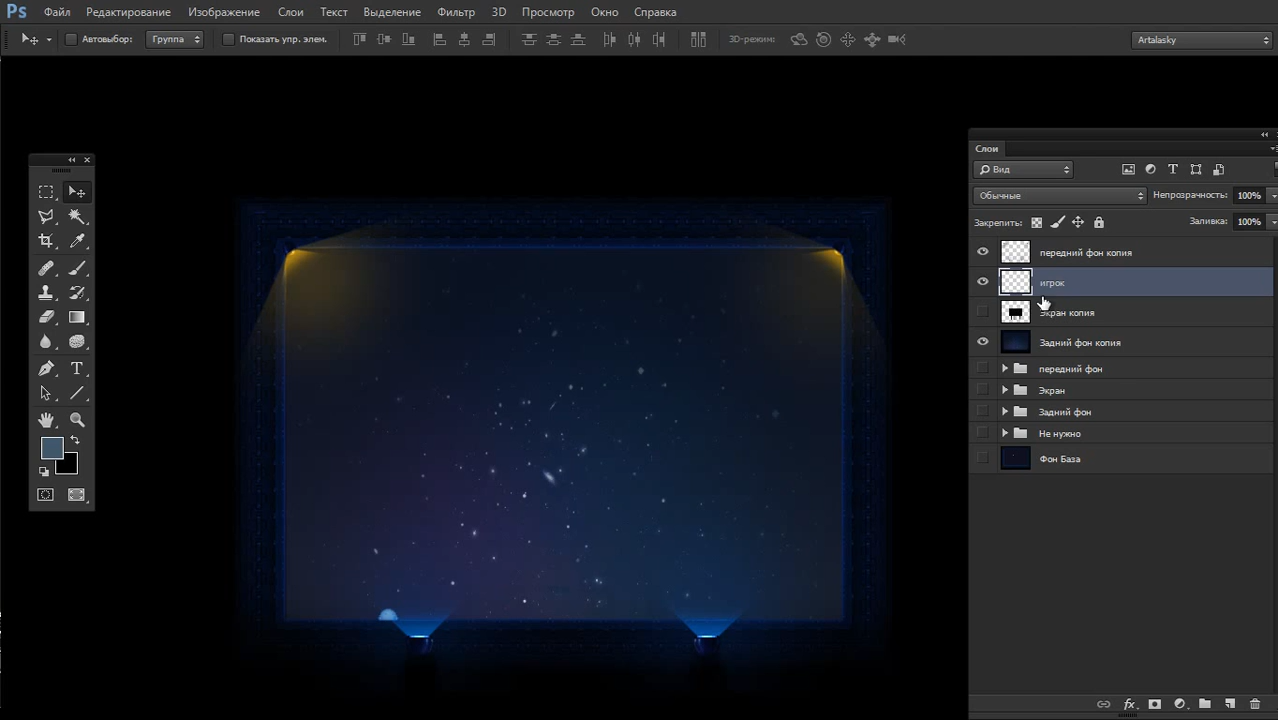 Ps Файл Редактирование Изображение Слои Текст Выделение Фильтр 3D Просмотр Окно Справка
Автовыбор: Группа Показать упр. элем. 3D-режим: Artalasky
Слои
Вид
Обычные Непрозрачность: 100%
Закрепить: Заливка: 100%
передний фон копия
игрок
Экран копия
Задний фон копия
передний фон
Экран
Задний фон
Не нужно
Фон База